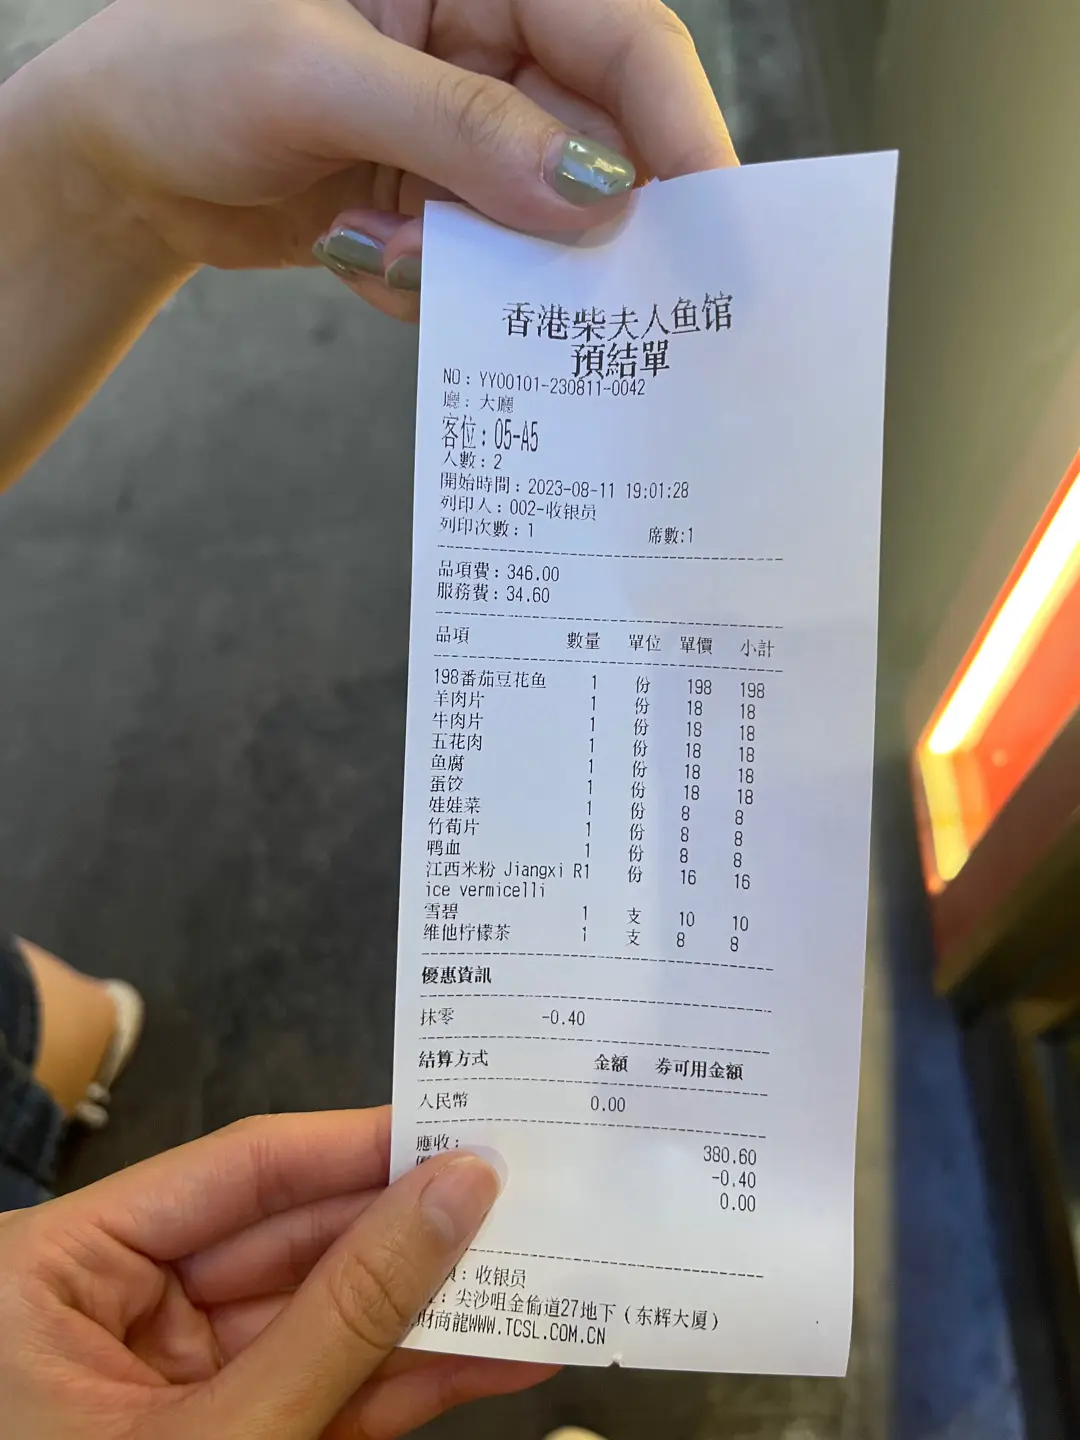 香港柴夫人鱼馆
預結單
NO：YY00101-230811-0042
廳：大廳
客位：05-A5
人數：2
開始時間：2023-08-11 19:01:28
列印人：002-收银员
列印次數：1 席數:1
品項費：346.00
服務費：34.60
品項 數量 單位 單價 小計
198番茄豆花鱼 1 份 198 198
羊肉片 1 份 18 18
牛肉片 1 份 18 18
五花肉 1 份 18 18
鱼腐 1 份 18 18
蛋饺 1 份 18 18
娃娃菜 1 份 8 8
竹荀片 1 份 8 8
鸭血 1 份 8 8
江西米粉 Jiangxi R1 份 16 16
ice vermicelli
雪碧 1 支 10 10
维他柠檬茶 1 支 8 8
優惠資訊
抹零 -0.40
結算方式 金額 券可用金額
人民幣 0.00
應收： 380.60
-0.40
0.00
：收银员
：尖沙咀金偷道27地下（东辉大厦）
財商龍WWW.TCSL.COM.CN